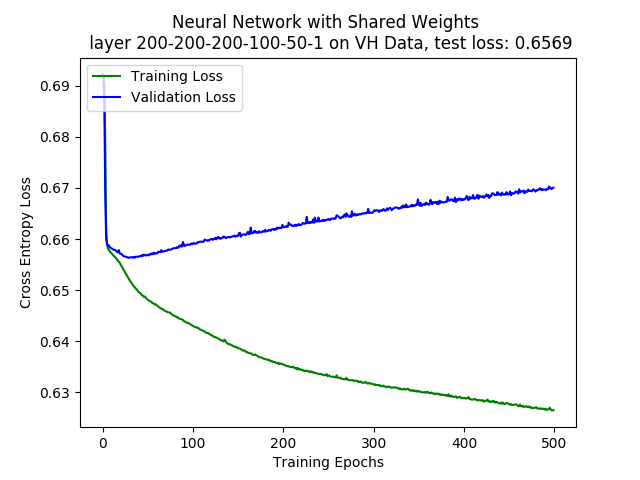 Neural Network with Shared Weights
layer 200-200-200-100-50-1 on VH Data, test loss: 0.6569
Training Loss
Validation Loss
0.69
0.68
0.67
0.66
0.65
0.64
0.63
Cross Entropy Loss
0 100 200 300 400 500
Training Epochs